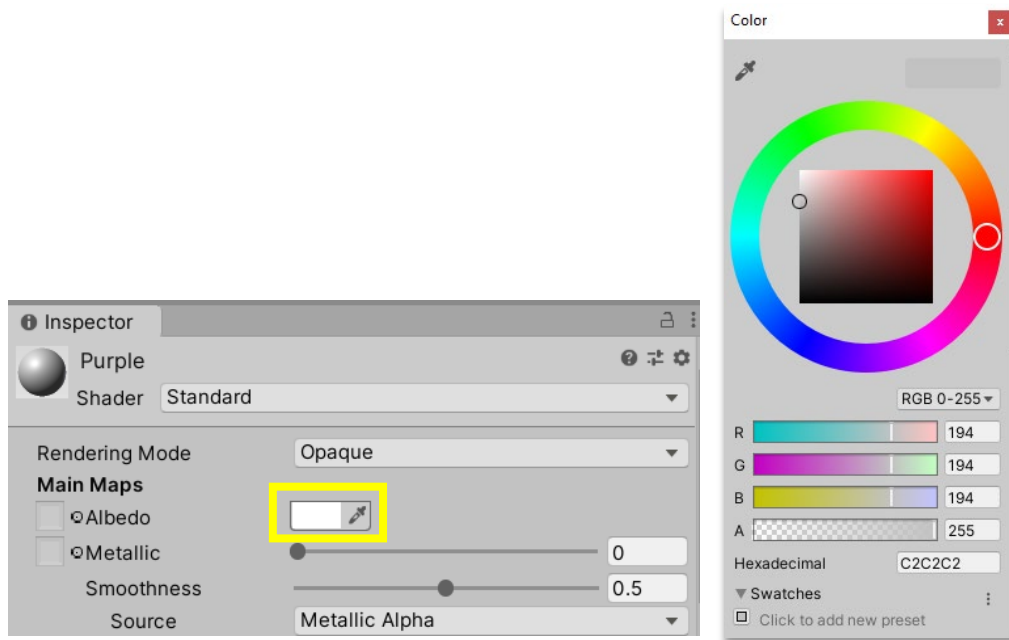 Color
x
RGB 0-255
R 194
G 194
B 194
A 255
Hexadecimal C2C2C2
Swatches
Click to add new preset
Inspector
Purple
Shader Standard
Rendering Mode Opaque
Main Maps
Albedo
Metallic 0
Smoothness 0.5
Source Metallic Alpha